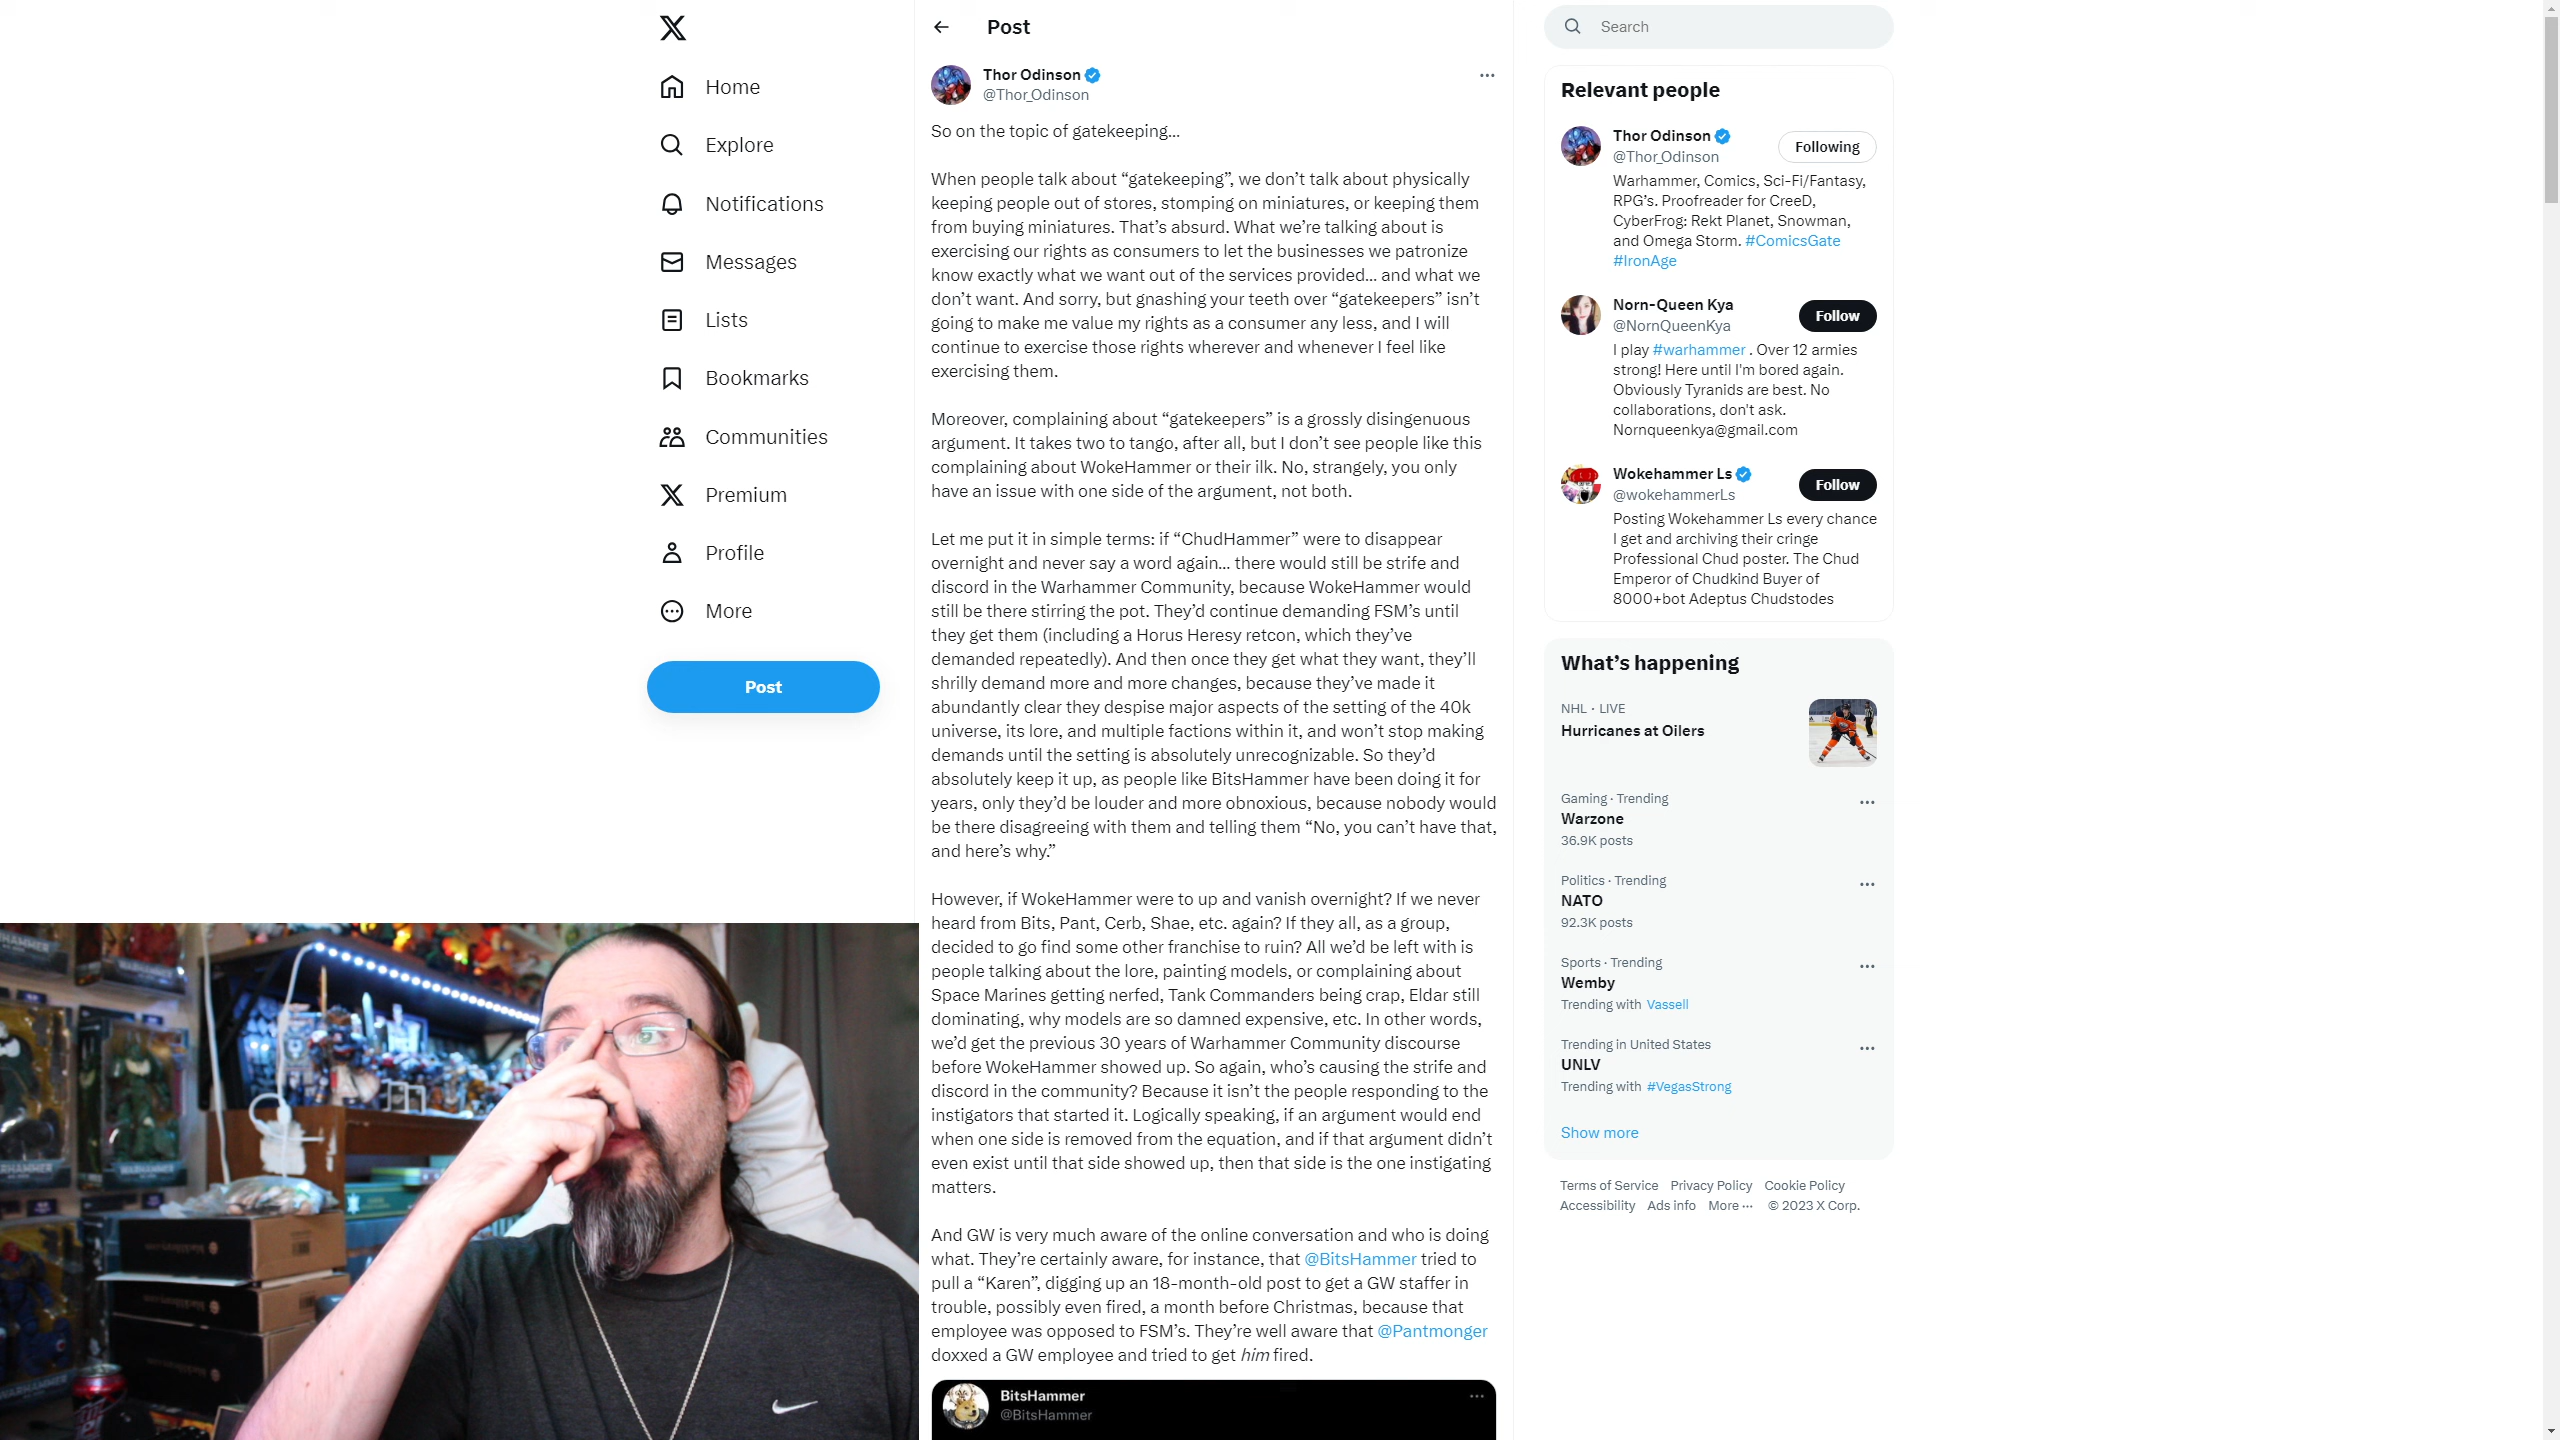 Home
Explore
Notifications
Messages
Lists
Bookmarks
Communities
Premium
Profile
More
Post
Post
Thor Odinson
@Thor_Odinson
So on the topic of gatekeeping...
When people talk about “gatekeeping”, we don’t talk about physically
keeping people out of stores, stomping on miniatures, or keeping them
from buying miniatures. That’s absurd. What we’re talking about is
exercising our rights as consumers to let the businesses we patronize
know exactly what we want out of the services provided... and what we
don’t want. And sorry, but gnashing your teeth over “gatekeepers” isn’t
going to make me value my rights as a consumer any less, and I will
continue to exercise those rights wherever and whenever I feel like
exercising them.
Moreover, complaining about “gatekeepers” is a grossly disingenuous
argument. It takes two to tango, after all, but I don’t see people like this
complaining about WokeHammer or their ilk. No, strangely, you only
have an issue with one side of the argument, not both.
Let me put it in simple terms: if “ChudHammer” were to disappear
overnight and never say a word again... there would still be strife and
discord in the Warhammer Community, because WokeHammer would
still be there stirring the pot. They’d continue demanding FSM’s until
they get them (including a Horus Heresy retcon, which they’ve
demanded repeatedly). And then once they get what they want, they’ll
shrilly demand more and more changes, because they’ve made it
abundantly clear they despise major aspects of the setting of the 40k
universe, its lore, and multiple factions within it, and won’t stop making
demands until the setting is absolutely unrecognizable. So they’d
absolutely keep it up, as people like BitsHammer have been doing it for
years, only they’d be louder and more obnoxious, because nobody would
be there disagreeing with them and telling them “No, you can’t have that,
and here’s why.”
However, if WokeHammer were to up and vanish overnight? If we never
heard from Bits, Pant, Cerb, Shae, etc. again? If they all, as a group,
decided to go find some other franchise to ruin? All we’d be left with is
people talking about the lore, painting models, or complaining about
Space Marines getting nerfed, Tank Commanders being crap, Eldar still
dominating, why models are so damned expensive, etc. In other words,
we’d get the previous 30 years of Warhammer Community discourse
before WokeHammer showed up. So again, who’s causing the strife and
discord in the community? Because it isn’t the people responding to the
instigators that started it. Logically speaking, if an argument would end
when one side is removed from the equation, and if that argument didn’t
even exist until that side showed up, then that side is the one instigating
matters.
And GW is very much aware of the online conversation and who is doing
what. They’re certainly aware, for instance, that @BitsHammer tried to
pull a “Karen”, digging up an 18-month-old post to get a GW staffer in
trouble, possibly even fired, a month before Christmas, because that
employee was opposed to FSM’s. They’re well aware that @Pantmonger
doxxed a GW employee and tried to get him fired.
BitsHammer
@BitsHammer
Search
Relevant people
Thor Odinson
@Thor_Odinson
Following
Warhammer, Comics, Sci-Fi/Fantasy,
RPG’s. Proofreader for CreeD,
CyberFrog: Rekt Planet, Snowman,
and Omega Storm. #ComicsGate
#IronAge
Norn-Queen Kya
@NornQueenKya
Follow
I play #warhammer . Over 12 armies
strong! Here until I'm bored again.
Obviously Tyranids are best. No
collaborations, don't ask.
Nornqueenkya@gmail.com
Wokehammer Ls
@wokehammerLs
Follow
Posting Wokehammer Ls every chance
I get and archiving their cringe
Professional Chud poster. The Chud
Emperor of Chudkind Buyer of
8000+bot Adeptus Chudstodes
What’s happening
NHL · LIVE
Hurricanes at Oilers
Gaming · Trending
Warzone
36.9K posts
Politics · Trending
NATO
92.3K posts
Sports · Trending
Wemby
Trending with Vassell
Trending in United States
UNLV
Trending with #VegasStrong
Show more
Terms of Service Privacy Policy Cookie Policy
Accessibility Ads info More ··· © 2023 X Corp.